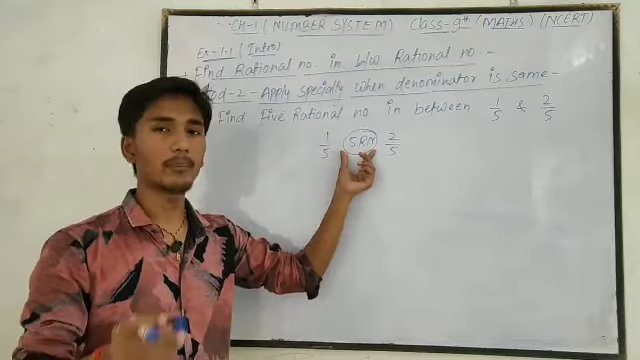 Ch-1 (NUMBER SYSTEM) Class-9th (MATHS) (NCERT)
Ex-1.1 (Intro)
Find Rational no. in b/w Rational no. -
od-2- Apply specially when denominator is same-
Find five Rational no in between 1/5 & 2/5
1/5 5RN 2/5